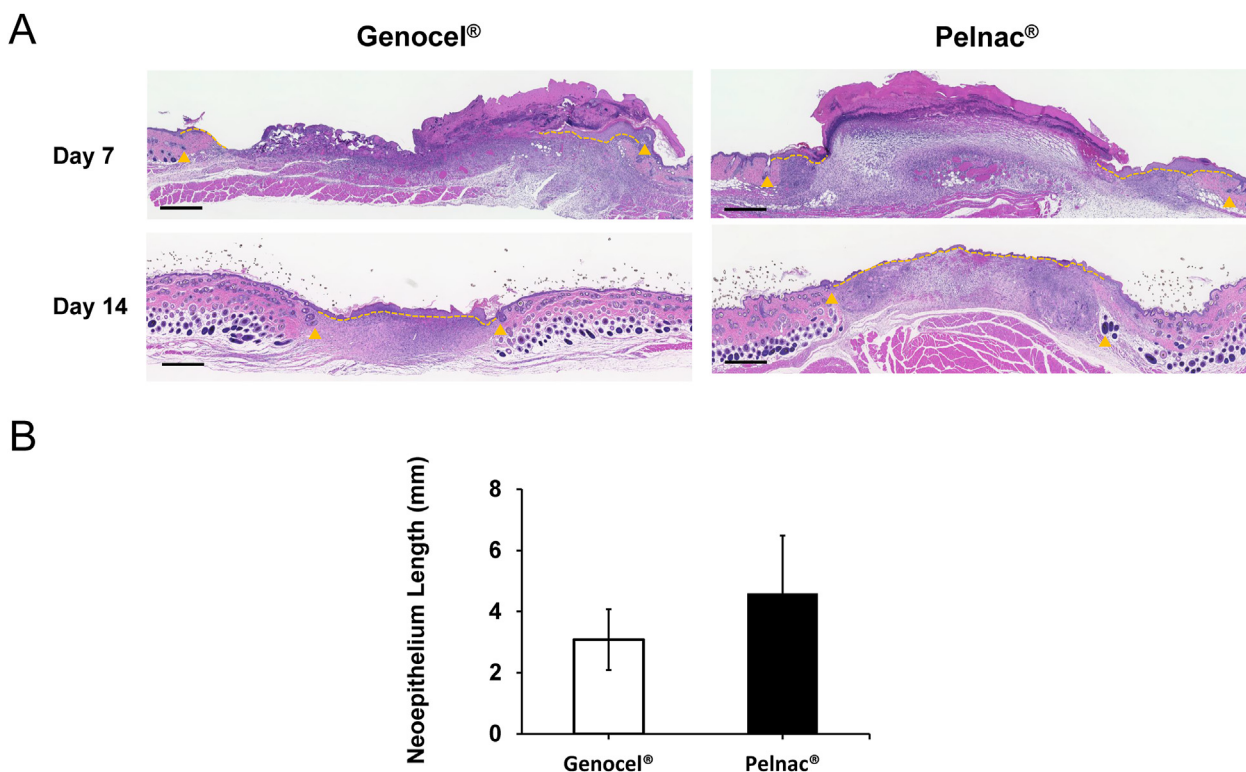 A
Genocel®
Pelnac®
Day 7
Day 14
B
Neoepithelium Length (mm)
8
6
4
2
0
Genocel®
Pelnac®